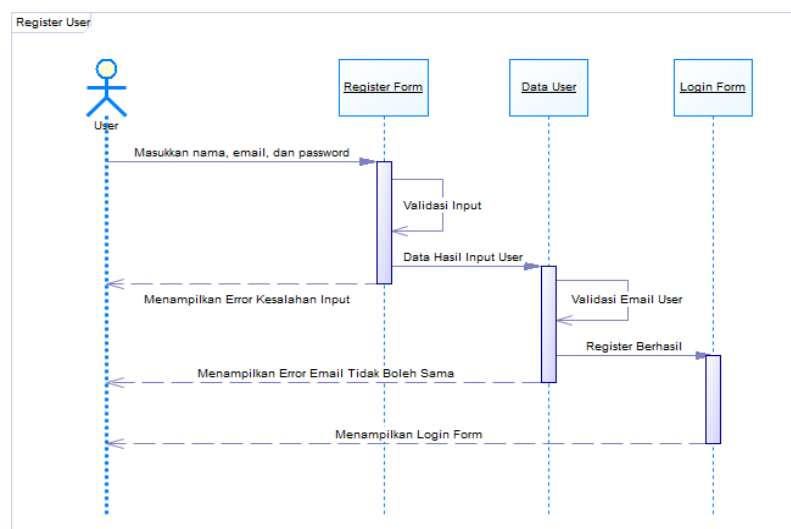 Register User
Register Form
Data User
Login Form
User
Masukkan nama, email, dan password
Validasi Input
Data Hasil Input User
Menampilkan Error Kesalahan Input
Validasi Email User
Register Berhasil
Menampilkan Error Email Tidak Boleh Sama
Menampilkan Login Form